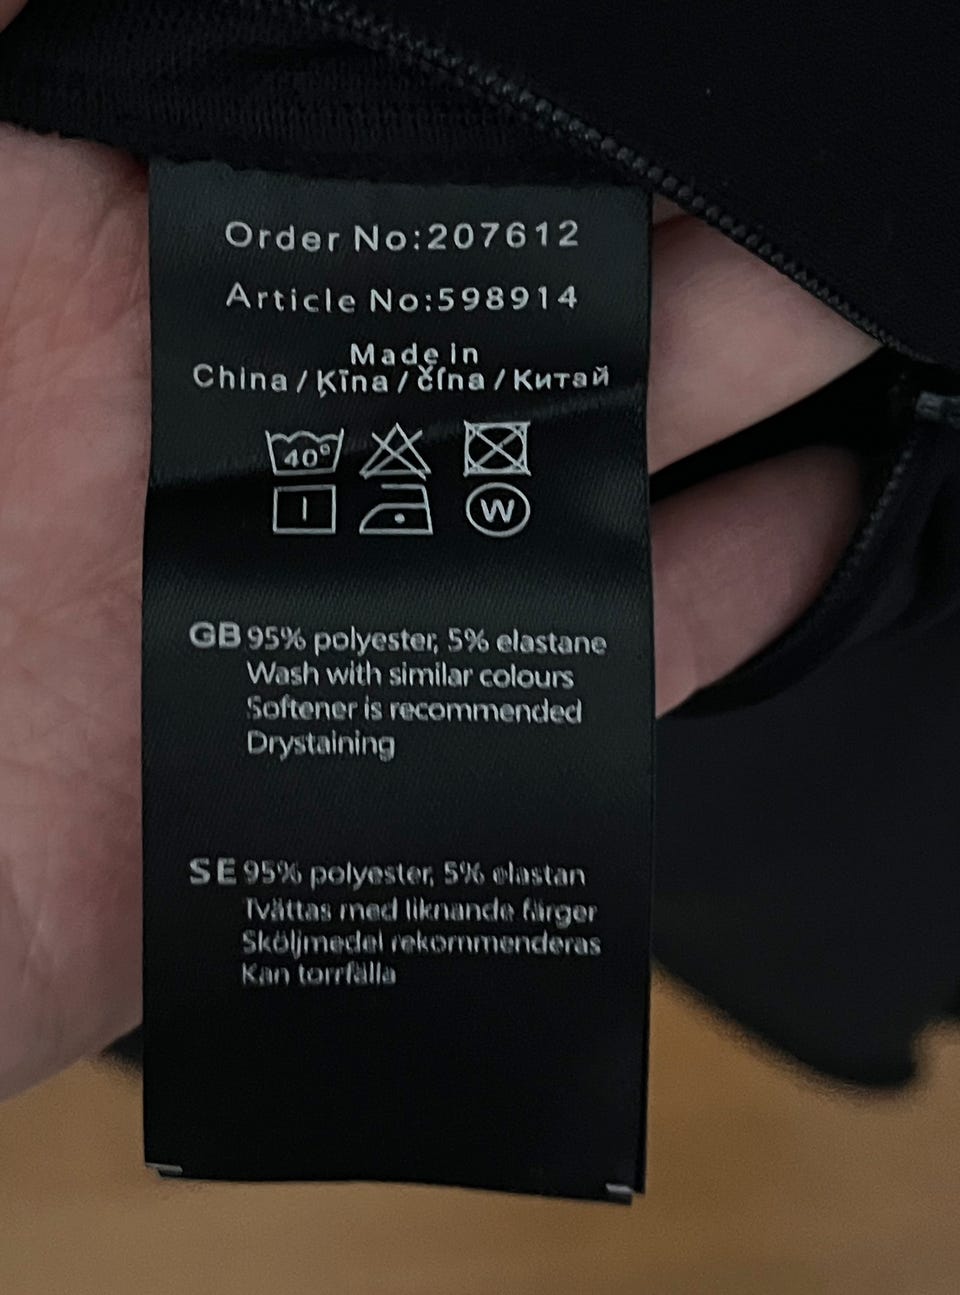 Order No:207612
Article No:598914
Made in
China/Ķīna/čína/Китай
40°
W
GB 95% polyester, 5% elastane
Wash with similar colours
Softener is recommended
Drystaining
SE 95% polyester, 5% elastan
Tvättas med liknande färger
Sköljmedel rekommenderas
Kan torrfälla